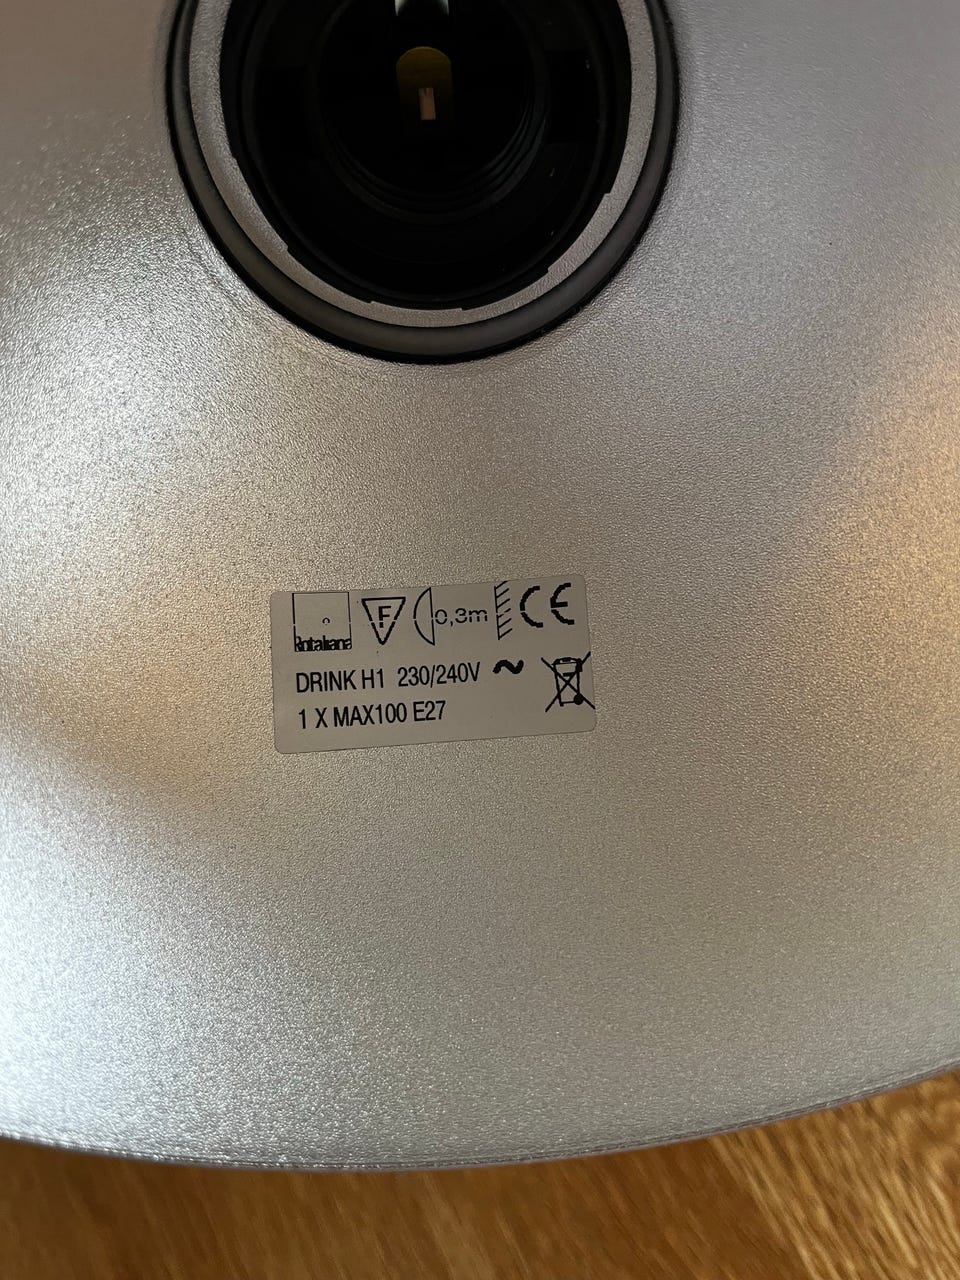 Rotaliana F 0,3m CE
DRINK H1 230/240V ~
1 X MAX100 E27